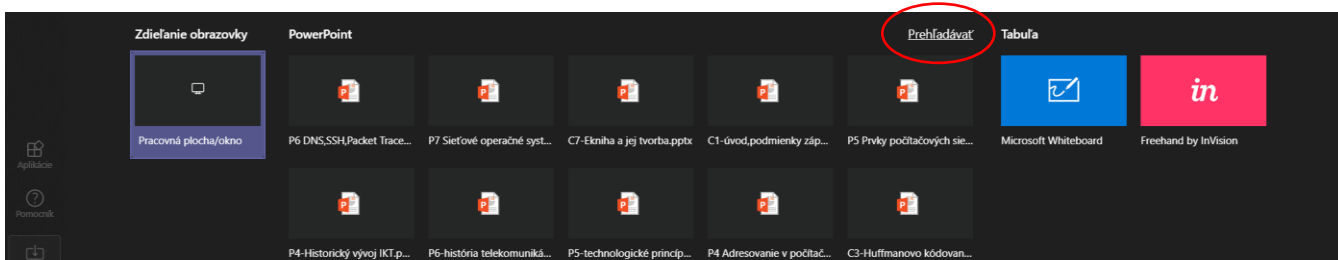 Zdieľanie obrazovky
PowerPoint
Prehľadávať
Tabuľa
in
Pracovná plocha/okno
P6 DNS,SSH,Packet Trace...
P7 Sieťové operačné syst...
C7-Ekniha a jej tvorba.pptx
C1-úvod,podmienky záp...
P5 Prvky počítačových sie...
Microsoft Whiteboard
Freehand by InVision
Aplikácie
Pomocník
P4-Historický vývoj IKT.p...
P6-história telekomuniká...
P5-technologické princíp...
P4 Adresovanie v počítač...
C3-Huffmanovo kódovan...